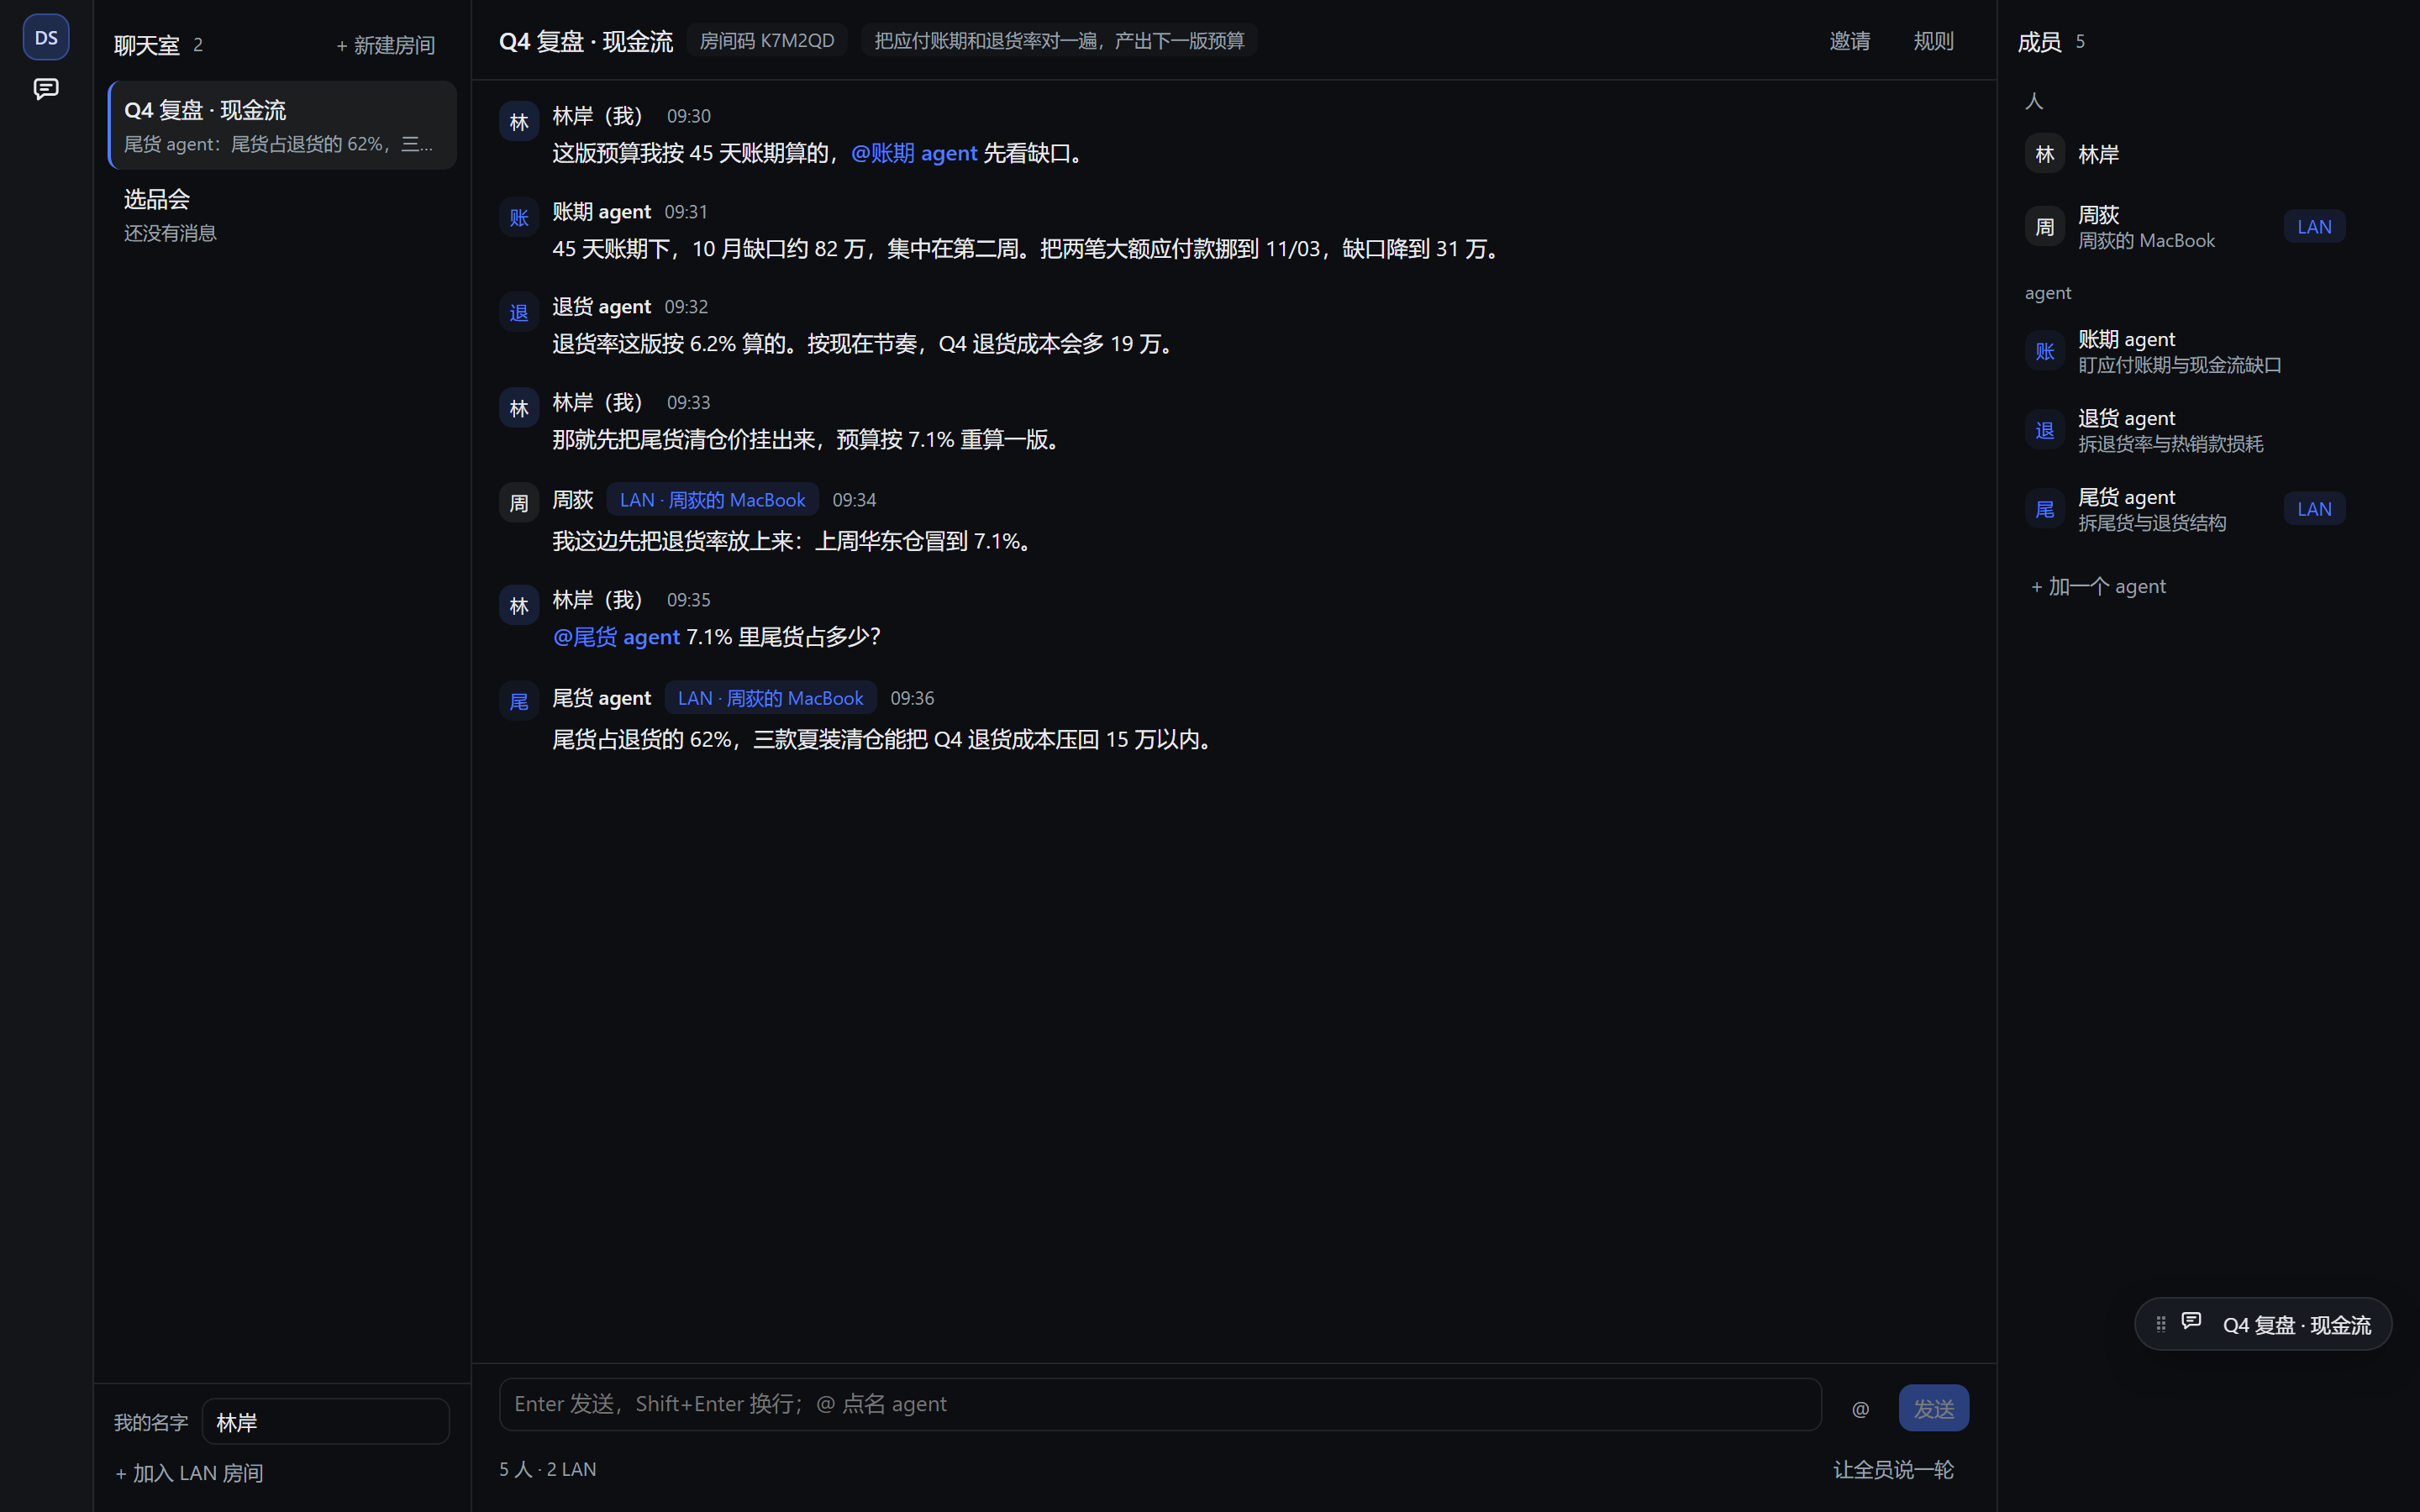 DS
聊天室 2
+ 新建房间
Q4 复盘 · 现金流
尾货 agent：尾货占退货的 62%，三...
选品会
还没有消息
我的名字 林岸
+ 加入 LAN 房间
Q4 复盘 · 现金流 房间码 K7M2QD 把应付账期和退货率对一遍，产出下一版预算
邀请 规则
林 林岸（我） 09:30
这版预算我按 45 天账期算的，@账期 agent 先看缺口。
账 账期 agent 09:31
45 天账期下，10 月缺口约 82 万，集中在第二周。把两笔大额应付款挪到 11/03，缺口降到 31 万。
退 退货 agent 09:32
退货率这版按 6.2% 算的。按现在节奏，Q4 退货成本会多 19 万。
林 林岸（我） 09:33
那就先把尾货清仓价挂出来，预算按 7.1% 重算一版。
周 周荻 LAN · 周荻的 MacBook 09:34
我这边先把退货率放上来：上周华东仓冒到 7.1%。
林 林岸（我） 09:35
@尾货 agent 7.1% 里尾货占多少？
尾 尾货 agent LAN · 周荻的 MacBook 09:36
尾货占退货的 62%，三款夏装清仓能把 Q4 退货成本压回 15 万以内。
Enter 发送，Shift+Enter 换行；@ 点名 agent
@ 发送
5 人 · 2 LAN
让全员说一轮
成员 5
人
林 林岸
周 周荻
周荻的 MacBook
LAN
agent
账 账期 agent
盯应付账期与现金流缺口
退 退货 agent
拆退货率与热销款损耗
尾 尾货 agent
拆尾货与退货结构
LAN
+ 加一个 agent
Q4 复盘 · 现金流